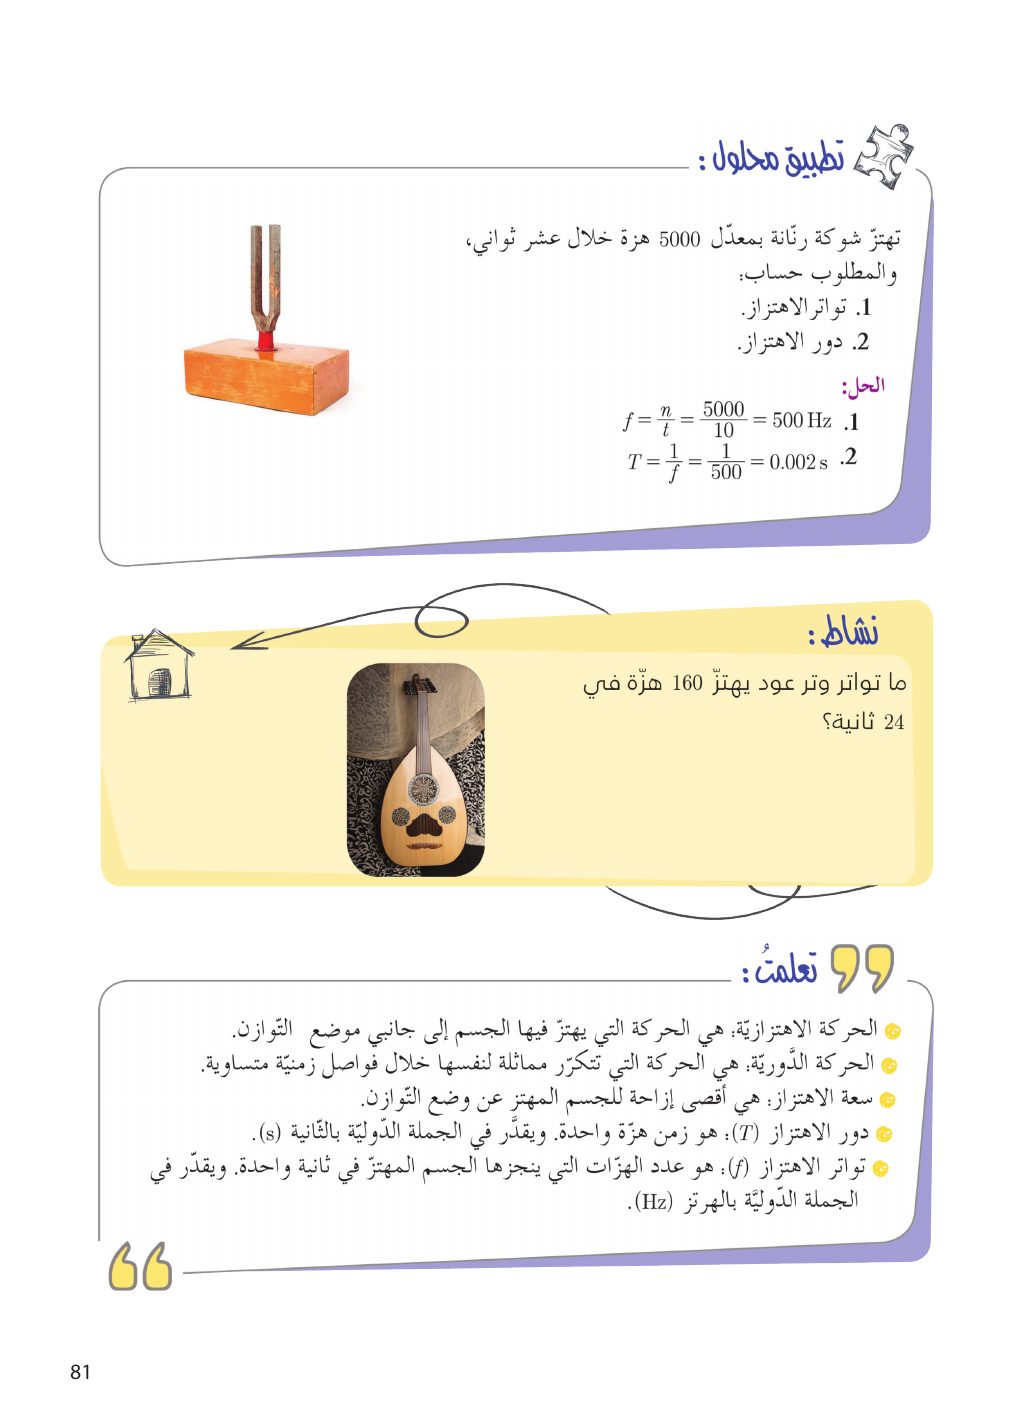 تطبيق محلول :
تهتزّ شوكة رنّانة بمعدّل 5000 هزة خلال عشر ثواني،
والمطلوب حساب:
1. تواترالاهتزاز.
2. دور الاهتزاز.
الحل:
1. f = n/t = 5000/10 = 500 Hz
2. T = 1/f = 1/500 = 0.002 s
نشاط :
ما تواتر وتر عود يهتزّ 160 هزّة في
24 ثانية؟
تعلمتُ :
الحركة الاهتزازيّة: هي الحركة التي يهتزّ فيها الجسم إلى جانبي موضع التّوازن.
الحركة الدَّوريّة: هي الحركة التي تتكرّر مماثلة لنفسها خلال فواصل زمنيّة متساوية.
سعة الاهتزاز: هي أقصى إزاحة للجسم المهتز عن وضع التّوازن.
دور الاهتزاز (T): هو زمن هزّة واحدة. ويقدَّر في الجملة الدّوليّة بالثّانية (s).
تواتر الاهتزاز (f): هو عدد الهزّات التي ينجزها الجسم المهتزّ في ثانية واحدة. ويقدّر في
الجملة الدّوليَّة بالهرتز (Hz).
81